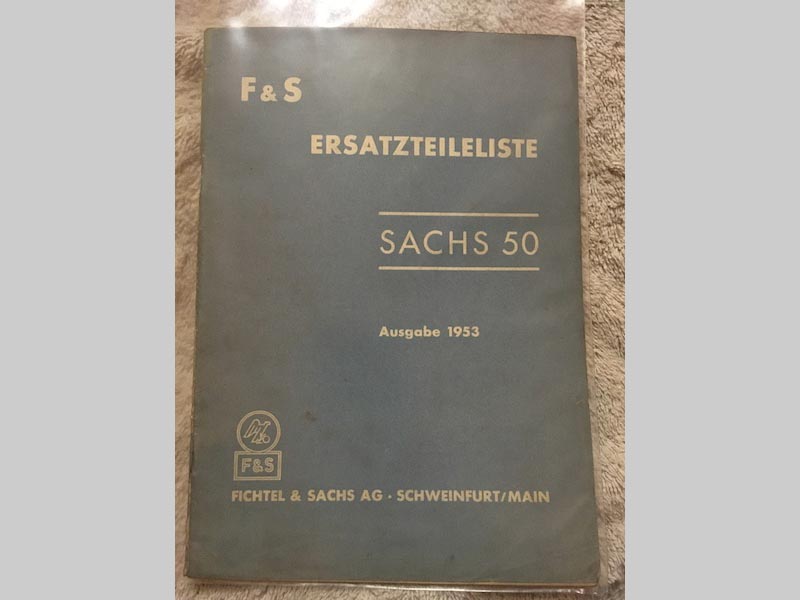 F & S
ERSATZTEILELISTE
SACHS 50
Ausgabe 1953
F&S
FICHTEL & SACHS AG · SCHWEINFURT/MAIN